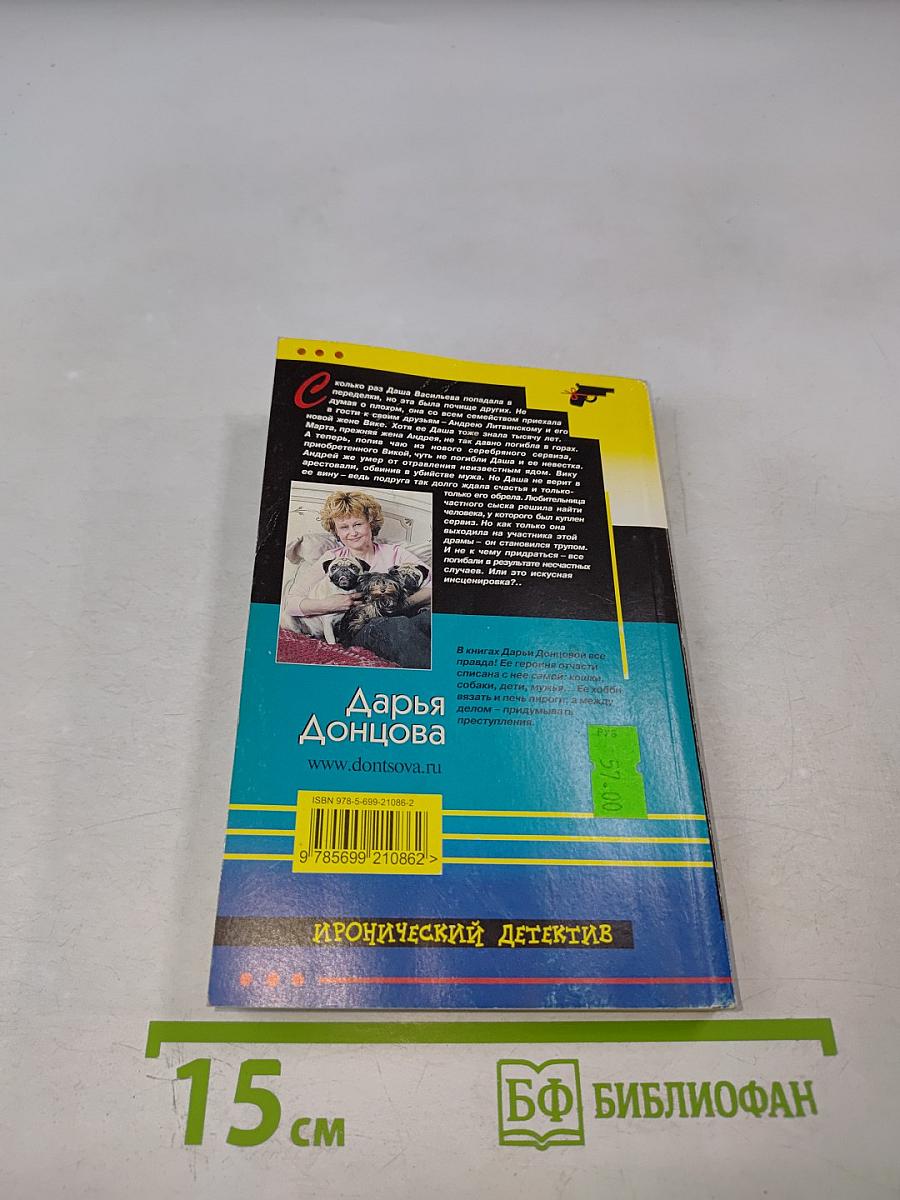 Сколько раз Даша Васильева попадала в
переделки, но эта была почище других. Не
думая о плохом, она со всем семейством приехала
в гости к своим друзьям – Андрею Литвинскому и его
новой жене Вике. Хотя ее Даша тоже знала тысячу лет.
Марта, прежняя жена Андрея, не так давно погибла в горах.
А теперь, попив чаю из нового серебряного сервиза,
приобретенного Викой, чуть не погибли Даша и ее невестка.
Андрей же умер от отравления неизвестным ядом. Вику
арестовали, обвинив в убийстве мужа. Но Даша не верит в
ее вину – ведь подруга так долго ждала счастья и только-
только его обрела. Любительница
частного сыска решила найти
человека, у которого был куплен
сервиз. Но как только она
выходила на участника этой
драмы – он становился трупом.
И не к чему придраться – все
погибали в результате несчастных
случаев. Или это искусная
инсценировка?..
В книгах Дарьи Донцовой все
правда! Ее героиня отчасти
списана с нее самой: кошки,
собаки, дети, мужья... Ее хобби
вязать и печь пироги, а между
делом – придумывать
преступления.
Дарья
Донцова
www.dontsova.ru
РУБ
57-00
ISBN 978-5-699-21086-2
9 785699 210862 >
ИРОНИЧЕСКИЙ ДЕТЕКТИВ
15 см
БФ БИБЛИОФАН